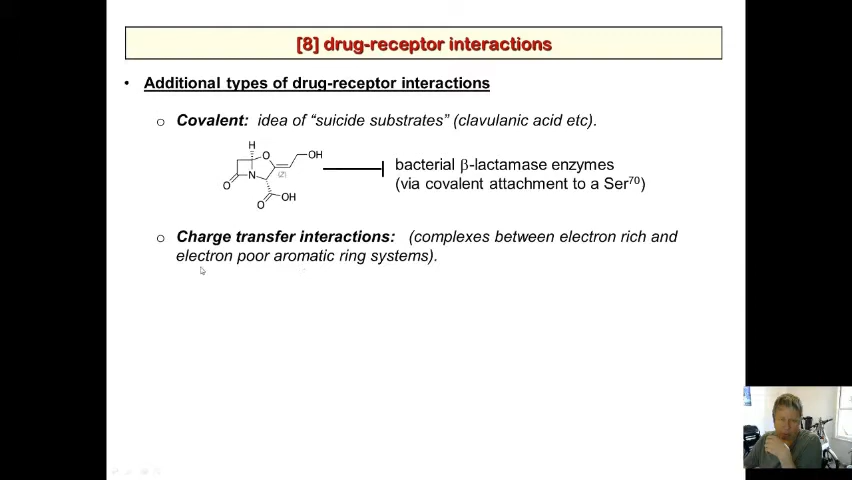 [8] drug-receptor interactions
• Additional types of drug-receptor interactions
o Covalent: idea of “suicide substrates” (clavulanic acid etc).
H
O
OH
N
(Z)
O
OH
O
bacterial β-lactamase enzymes
(via covalent attachment to a Ser⁷⁰)
o Charge transfer interactions: (complexes between electron rich and
electron poor aromatic ring systems).